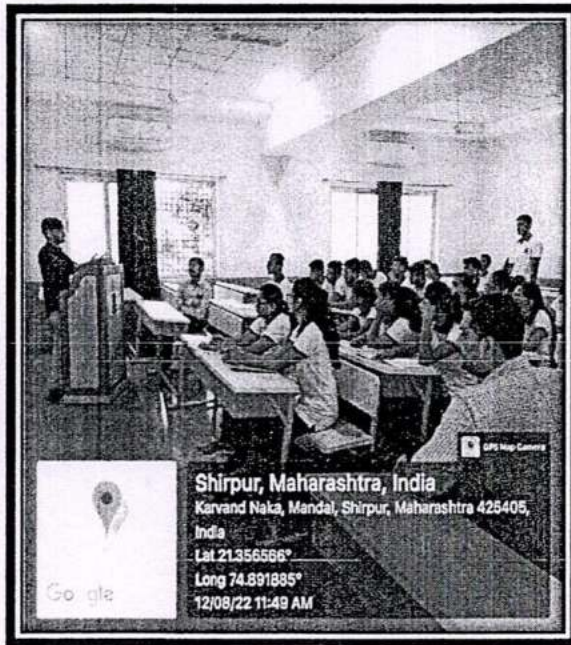 GPS Map Camera
Shirpur, Maharashtra, India
Karvand Naka, Mandal, Shirpur, Maharashtra 425405,
India
Lat 21.356566°
Long 74.891885°
12/08/22 11:49 AM
Google